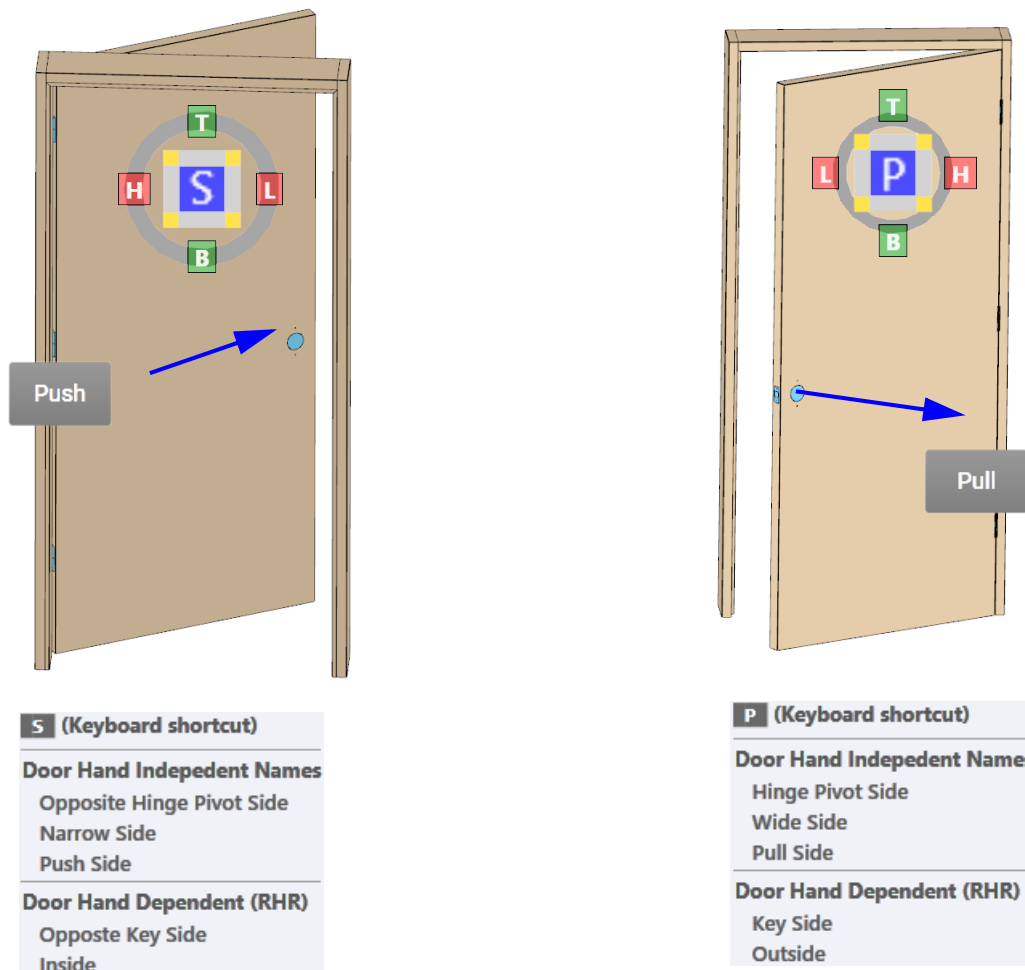 T
H
S
L
B
Push
S (Keyboard shortcut)
Door Hand Indepedent Names
Opposite Hinge Pivot Side
Narrow Side
Push Side
Door Hand Dependent (RHR)
Opposte Key Side
Inside
T
L
P
H
B
Pull
P (Keyboard shortcut)
Door Hand Indepedent Name
Hinge Pivot Side
Wide Side
Pull Side
Door Hand Dependent (RHR)
Key Side
Outside